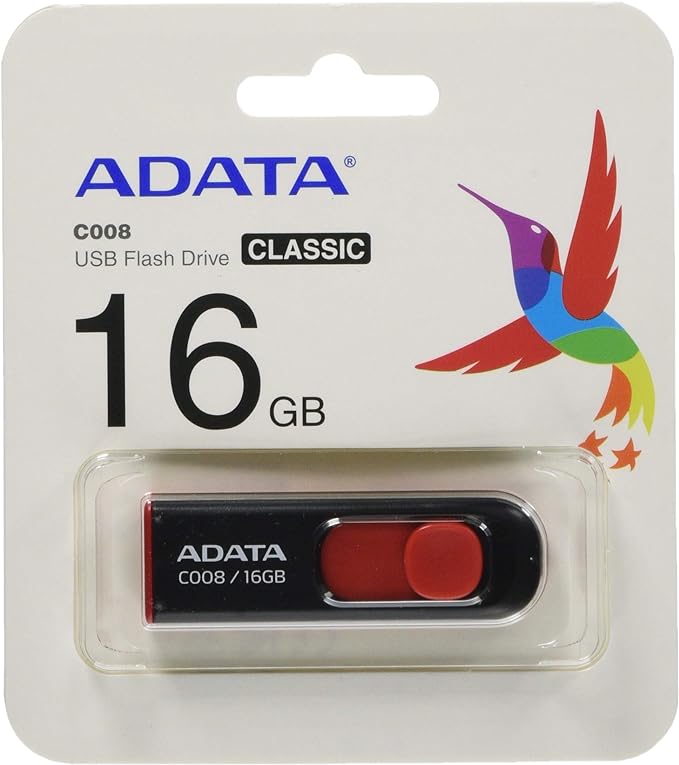 ADATA®
C008
USB Flash Drive CLASSIC
16 GB
ADATA
C008 / 16GB